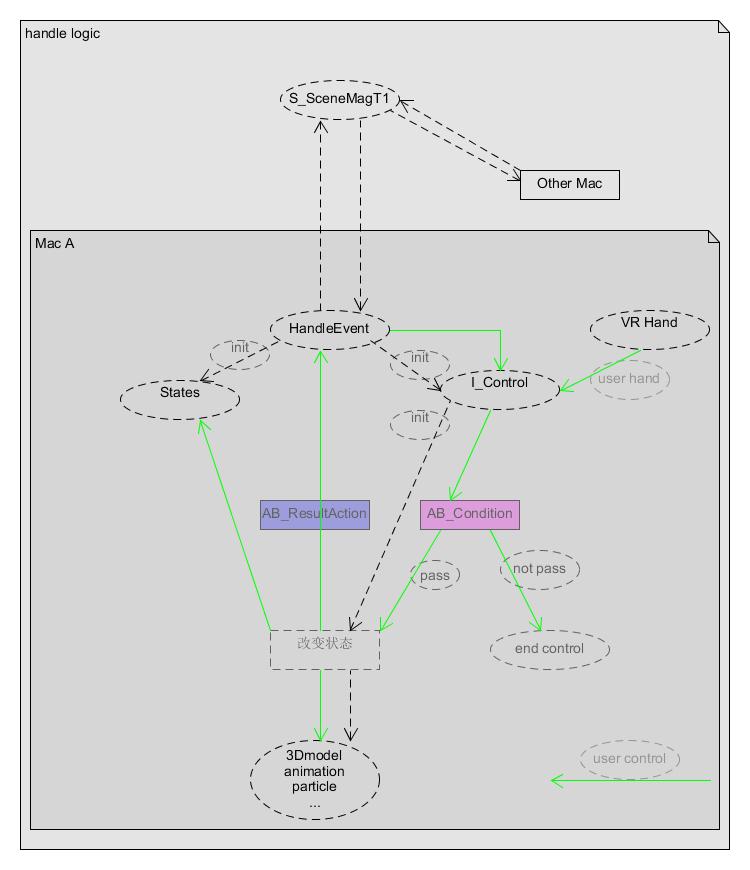 handle logic
S_SceneMagT1
Other Mac
Mac A
HandleEvent
VR Hand
init
init
I_Control
user hand
States
init
AB_ResultAction
AB_Condition
pass
not pass
改变状态
end control
3Dmodel
animation
particle
...
user control